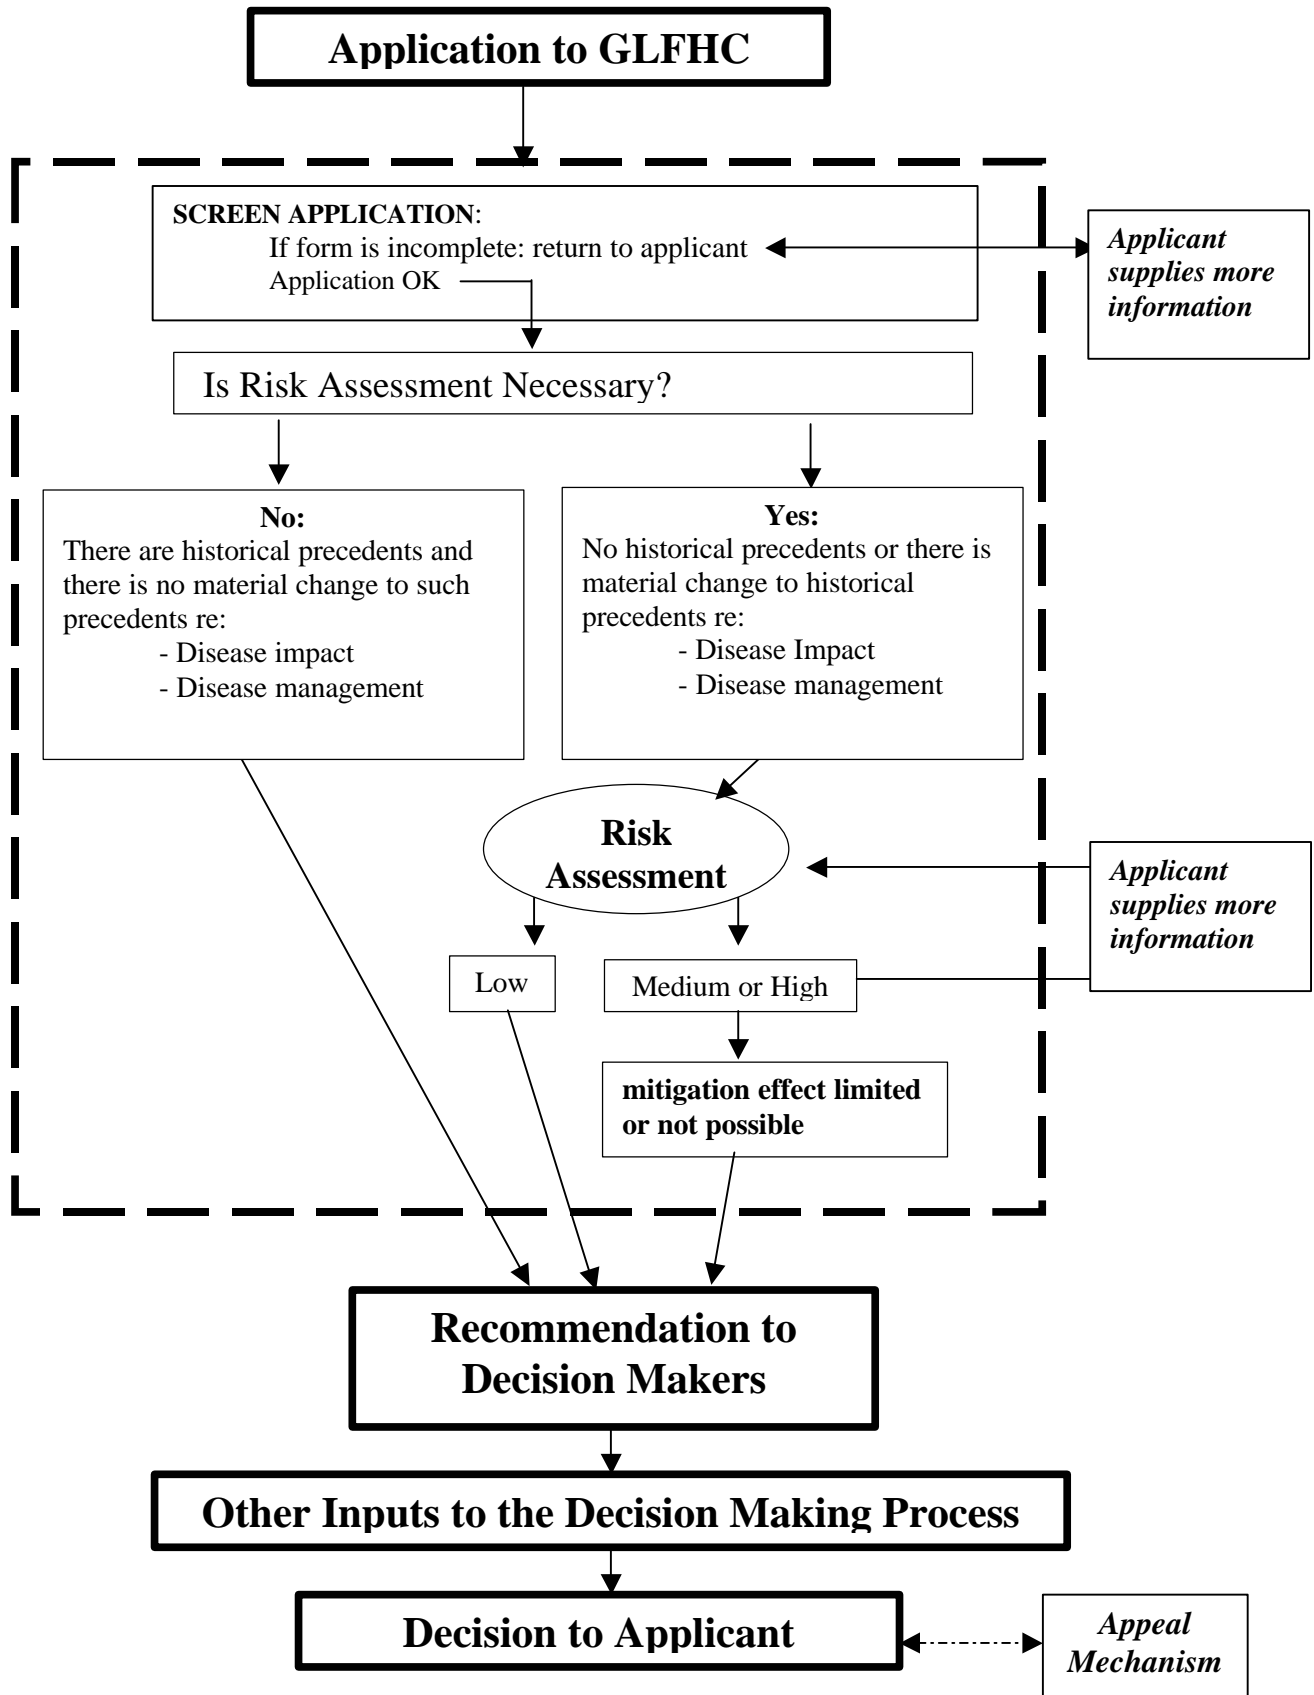 Application to GLFHC
SCREEN APPLICATION:
If form is incomplete: return to applicant
Application OK
Applicant
supplies more
information
Is Risk Assessment Necessary?
No:
There are historical precedents and
there is no material change to such
precedents re:
- Disease impact
- Disease management
Yes:
No historical precedents or there is
material change to historical
precedents re:
- Disease Impact
- Disease management
Risk
Assessment
Applicant
supplies more
information
Low
Medium or High
mitigation effect limited
or not possible
Recommendation to
Decision Makers
Other Inputs to the Decision Making Process
Decision to Applicant
Appeal
Mechanism